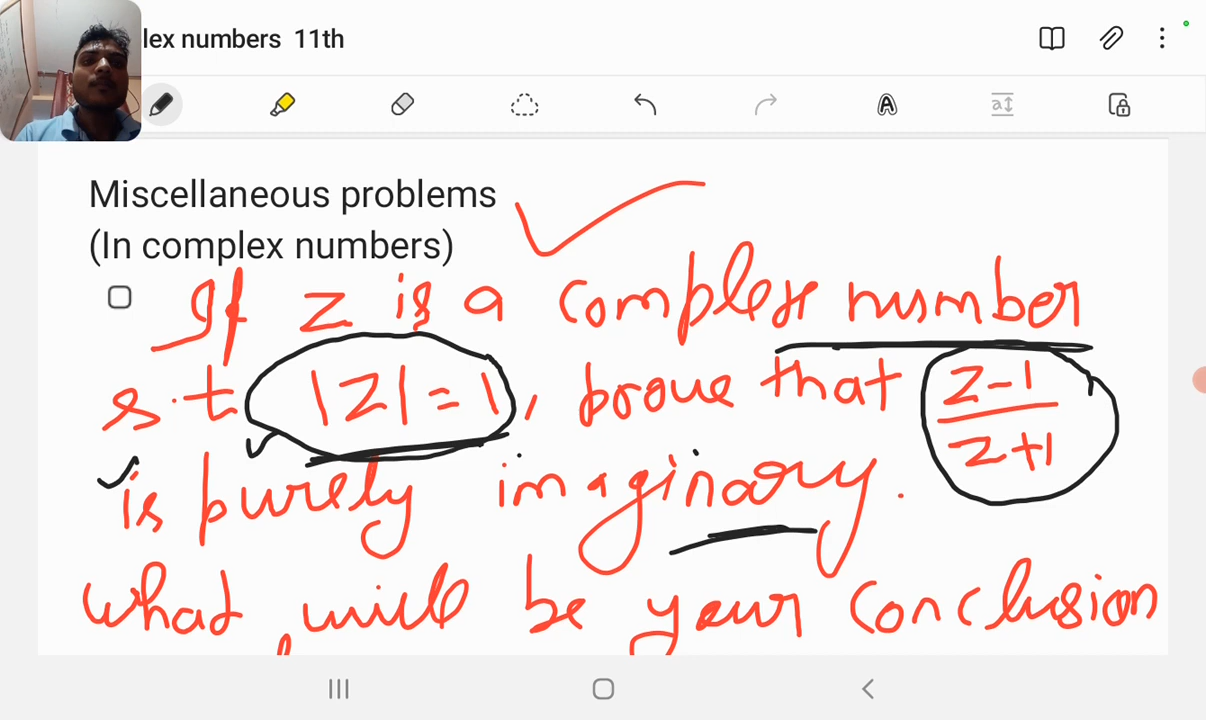 lex numbers 11th
Miscellaneous problems
(In complex numbers)
If z is a complex number
s.t |z| = 1, prove that z-1/z+1
is purely imaginary.
what will be your conclusion